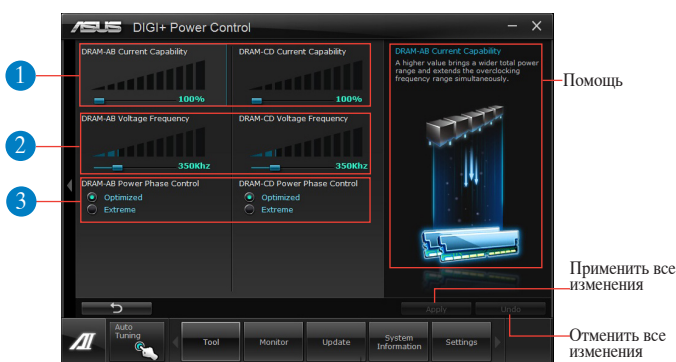 ASUS DIGI+ Power Control
1
DRAM-AB Current Capability
100%
DRAM-CD Current Capability
100%
2
DRAM-AB Voltage Frequency
350Khz
DRAM-CD Voltage Frequency
350Khz
3
DRAM-AB Power Phase Control
Optimized
Extreme
DRAM-CD Power Phase Control
Optimized
Extreme
DRAM-AB Current Capability
A higher value brings a wider total power
range and extends the overclocking
frequency range simultaneously.
Помощь
Применить все
изменения
Apply
Undo
Auto
Tuning
Tool
Monitor
Update
System
Information
Settings
Отменить все
изменения